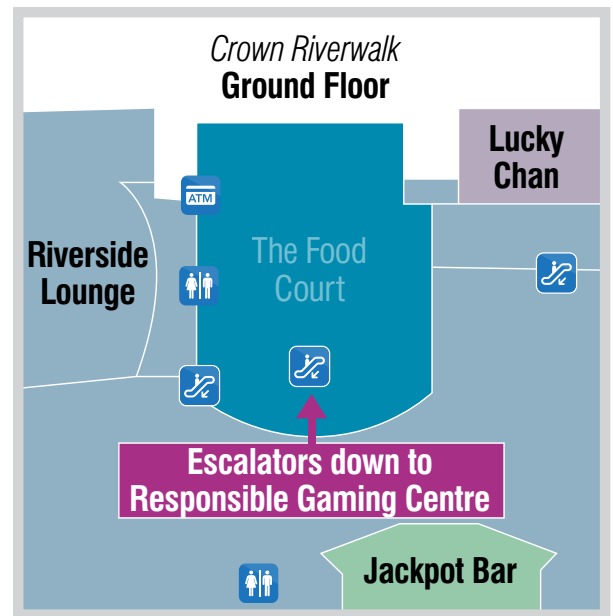 Crown Riverwalk
Ground Floor
Lucky
Chan
ATM
Riverside
Lounge
The Food
Court
Escalators down to
Responsible Gaming Centre
Jackpot Bar